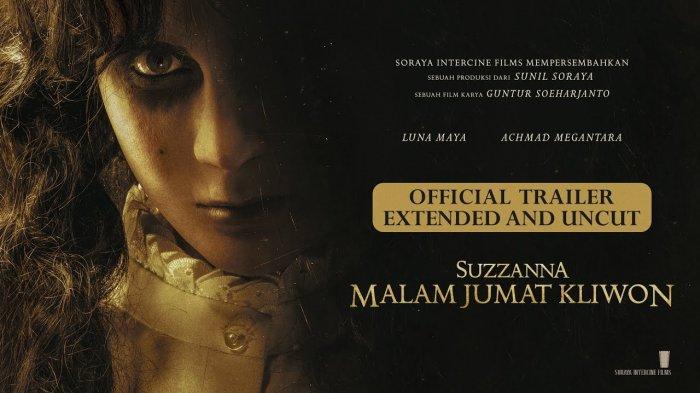 SORAYA INTERCINE FILMS MEMPERSEMBAHKAN
SEBUAH PRODUKSI DARI SUNIL SORAYA
SEBUAH FILM KARYA GUNTUR SOEHARJANTO
LUNA MAYA ACHMAD MEGANTARA
OFFICIAL TRAILER
EXTENDED AND UNCUT
SUZZANNA
MALAM JUMAT KLIWON
SORAYA INTERCINE FILMS